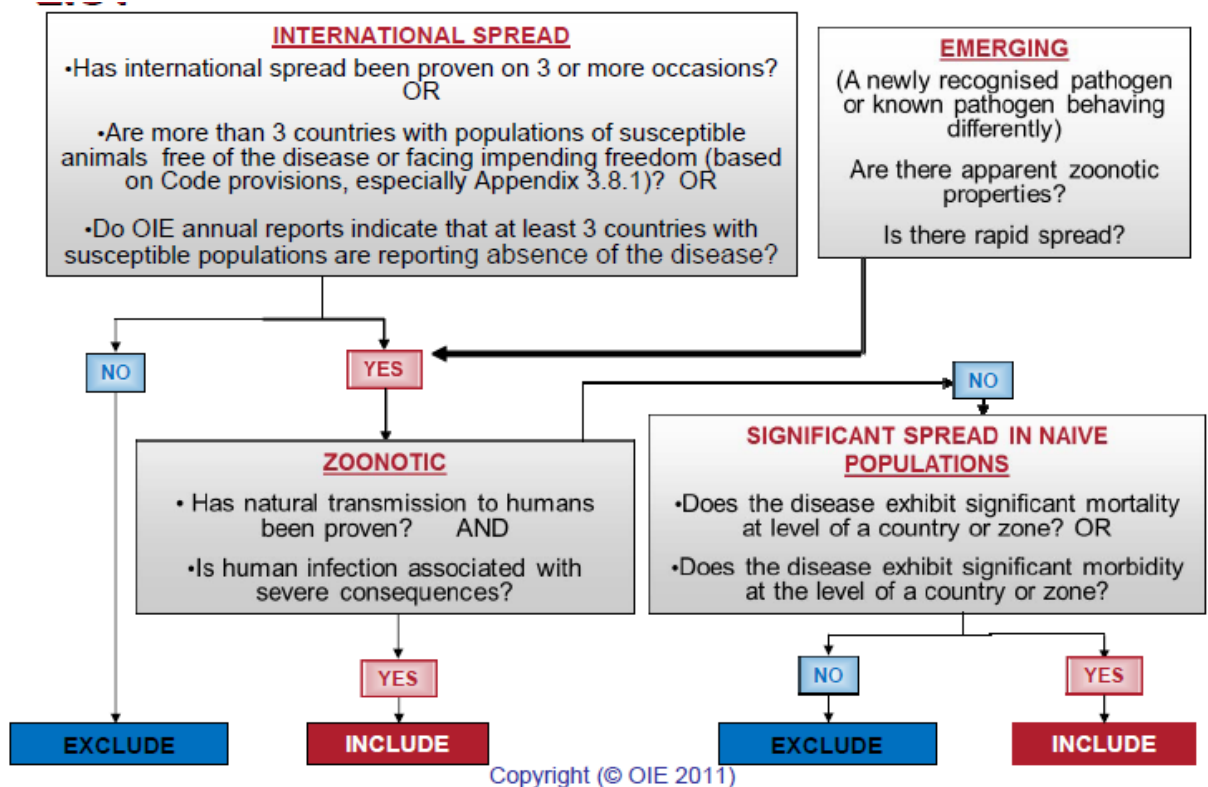 INTERNATIONAL SPREAD
•Has international spread been proven on 3 or more occasions?
OR
•Are more than 3 countries with populations of susceptible
animals free of the disease or facing impending freedom (based
on Code provisions, especially Appendix 3.8.1)? OR
•Do OIE annual reports indicate that at least 3 countries with
susceptible populations are reporting absence of the disease?
EMERGING
(A newly recognised pathogen
or known pathogen behaving
differently)
Are there apparent zoonotic
properties?
Is there rapid spread?
NO
YES
NO
ZOONOTIC
• Has natural transmission to humans
been proven? AND
•Is human infection associated with
severe consequences?
SIGNIFICANT SPREAD IN NAIVE
POPULATIONS
•Does the disease exhibit significant mortality
at level of a country or zone? OR
•Does the disease exhibit significant morbidity
at the level of a country or zone?
YES
NO
YES
EXCLUDE
INCLUDE
EXCLUDE
INCLUDE
Copyright (© OIE 2011)